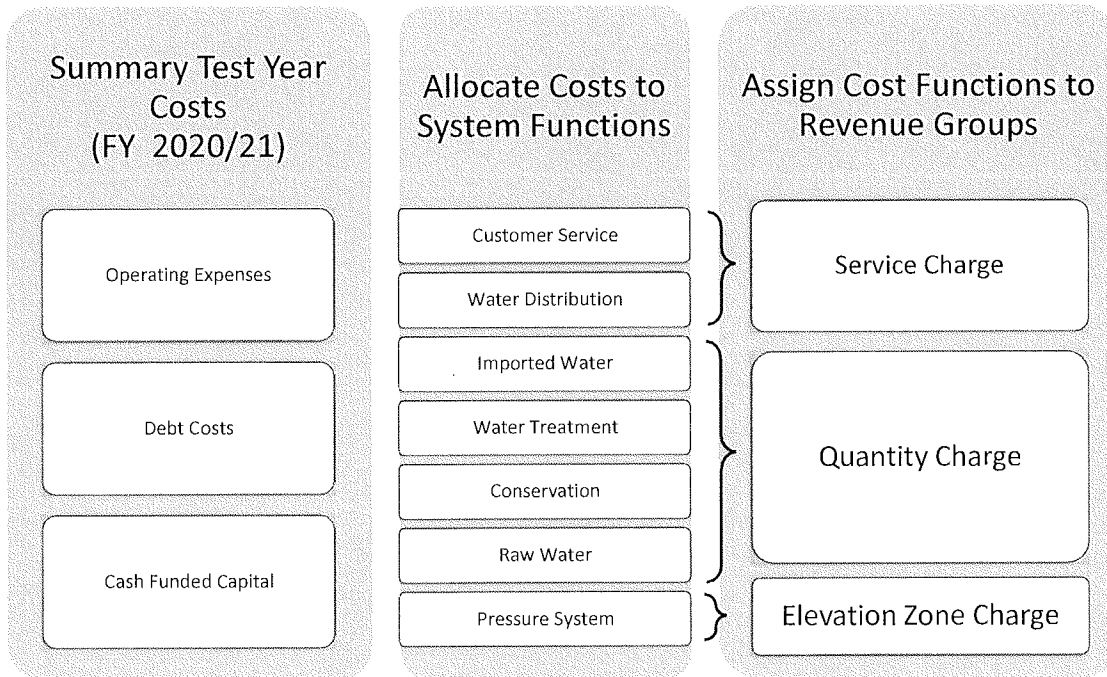 Summary Test Year
Costs
(FY 2020/21)
Operating Expenses
Debt Costs
Cash Funded Capital
Allocate Costs to
System Functions
Customer Service
Water Distribution
Imported Water
Water Treatment
Conservation
Raw Water
Pressure System
Assign Cost Functions to
Revenue Groups
Service Charge
Quantity Charge
Elevation Zone Charge